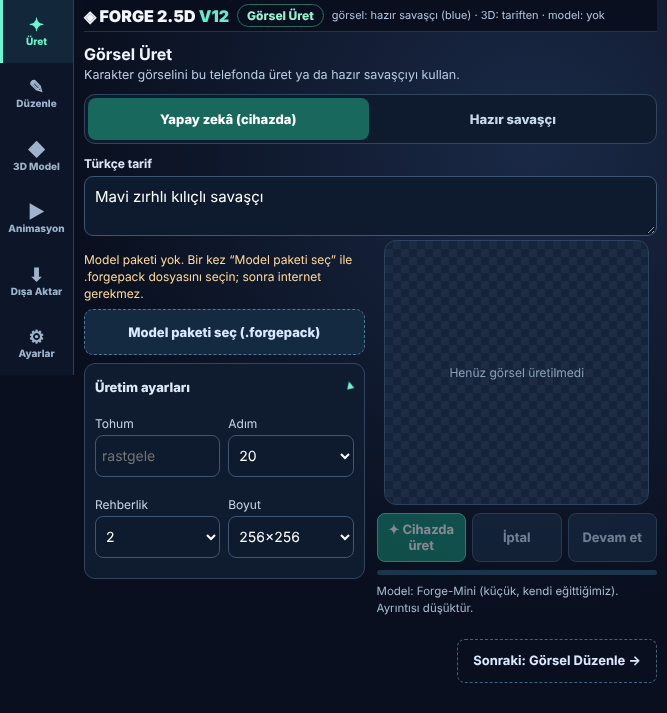 Üret
Düzenle
3D Model
Animasyon
Dışa Aktar
Ayarlar
FORGE 2.5D V12
Görsel Üret
görsel: hazır savaşçı (blue) · 3D: tariften · model: yok
Görsel Üret
Karakter görselini bu telefonda üret ya da hazır savaşçıyı kullan.
Yapay zekâ (cihazda)
Hazır savaşçı
Türkçe tarif
Mavi zırhlı kılıçlı savaşçı
Model paketi yok. Bir kez “Model paketi seç” ile
.forgepack dosyasını seçin; sonra internet
gerekmez.
Model paketi seç (.forgepack)
Üretim ayarları
Tohum
Adım
rastgele
20
Rehberlik
Boyut
2
256×256
Henüz görsel üretilmedi
✦ Cihazda
üret
İptal
Devam et
Model: Forge-Mini (küçük, kendi eğittiğimiz).
Ayrıntısı düşüktür.
Sonraki: Görsel Düzenle →